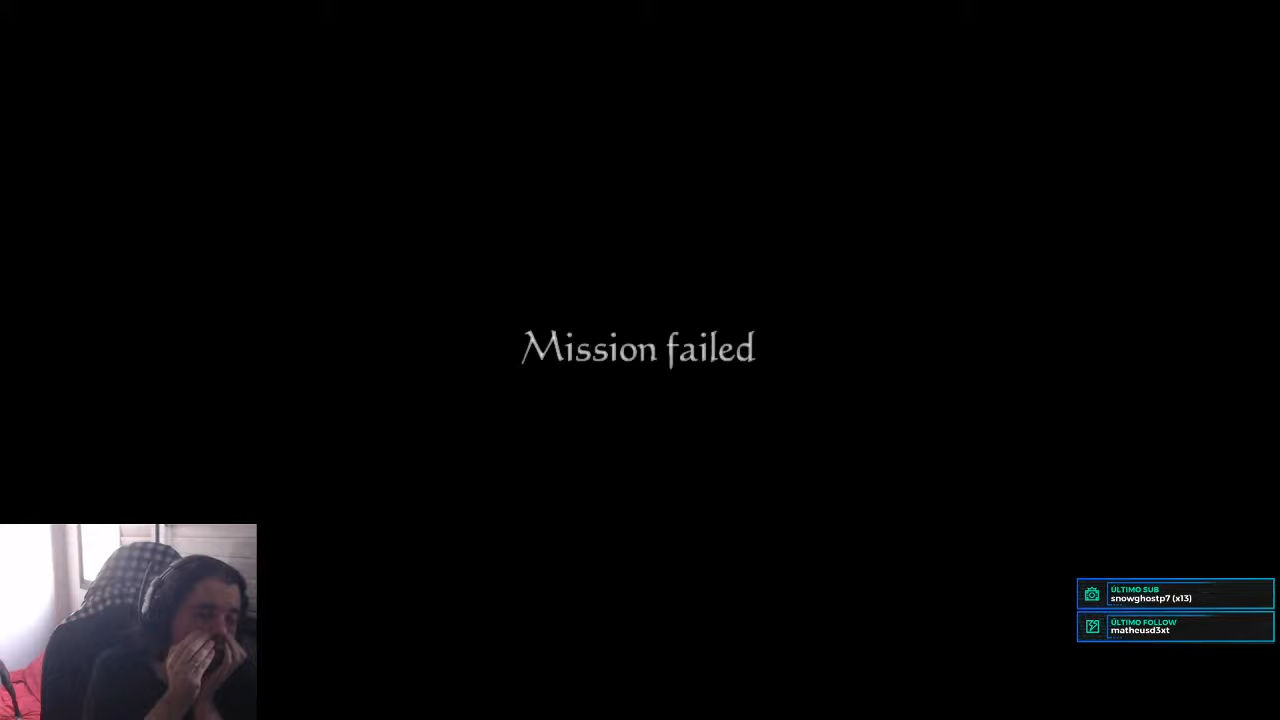 Mission failed
ÚLTIMO SUB
snowghostp7 (x13)
ÚLTIMO FOLLOW
matheusd3xt